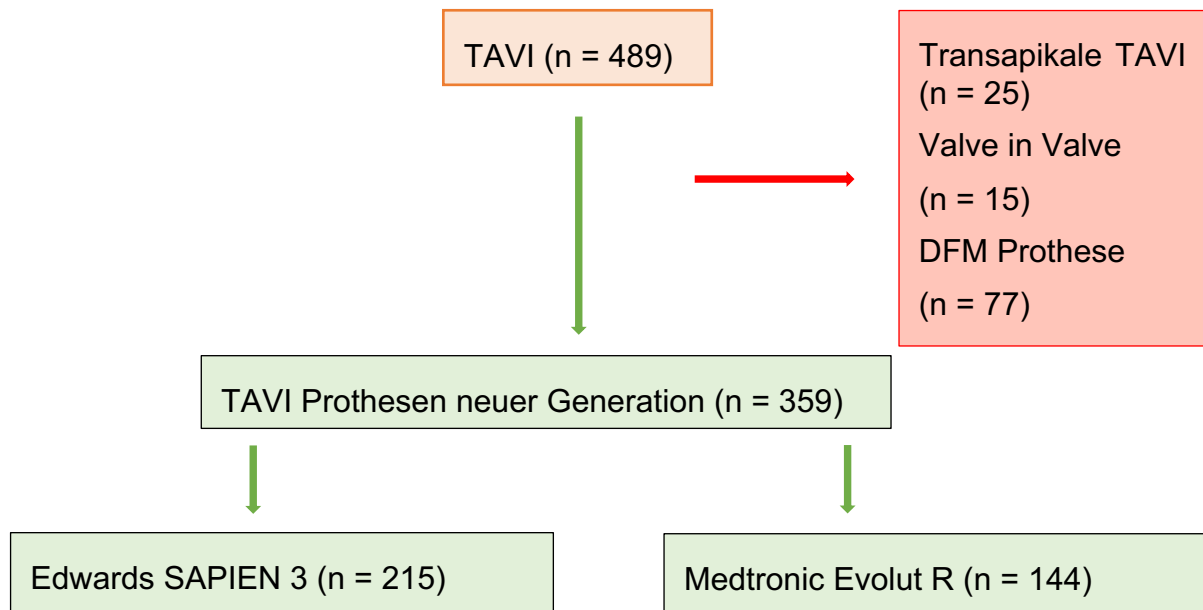 TAVI (n = 489)
Transapikale TAVI
(n = 25)
Valve in Valve
(n = 15)
DFM Prothese
(n = 77)
TAVI Prothesen neuer Generation (n = 359)
Edwards SAPIEN 3 (n = 215)
Medtronic Evolut R (n = 144)